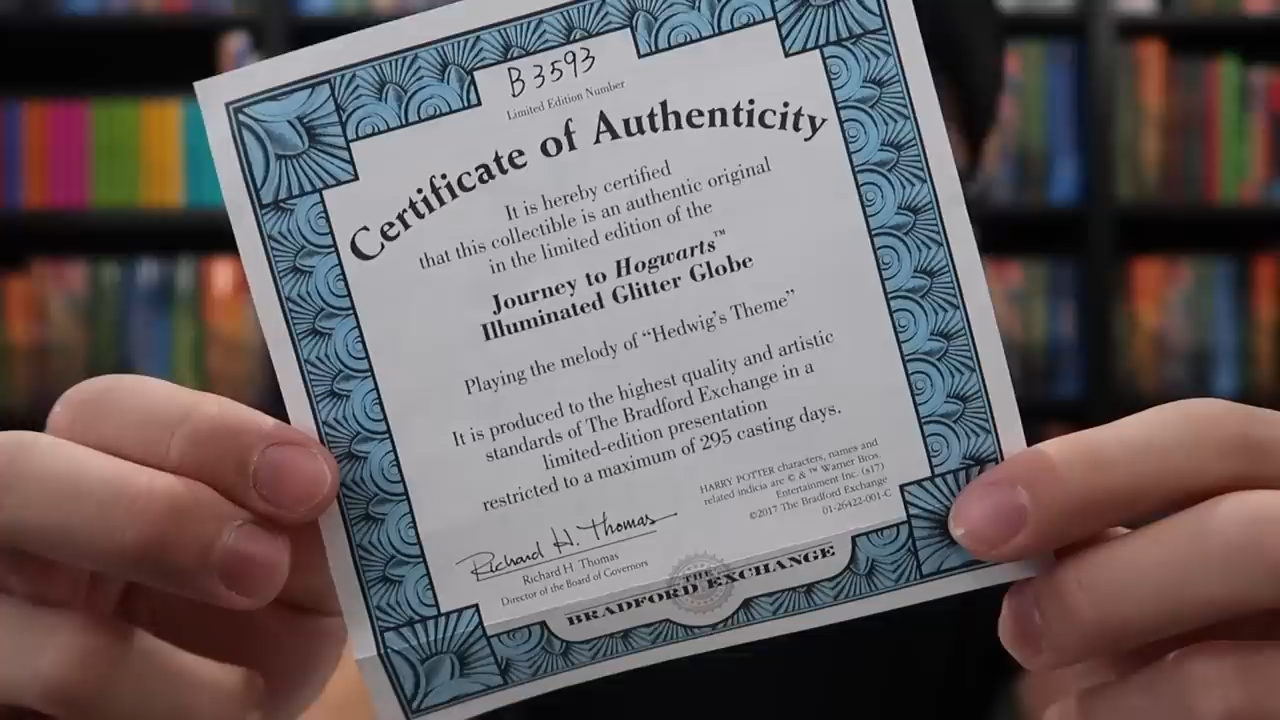 B3593
Limited Edition Number
Certificate of Authenticity
It is hereby certified
that this collectible is an authentic original
in the limited edition of the
Journey to Hogwarts™
Illuminated Glitter Globe
Playing the melody of “Hedwig’s Theme”
It is produced to the highest quality and artistic
standards of The Bradford Exchange in a
limited-edition presentation
restricted to a maximum of 295 casting days.
HARRY POTTER characters, names and
related indicia are © & ™ Warner Bros.
Entertainment Inc. (s17)
©2017 The Bradford Exchange
01-26422-001-C
Richard H. Thomas
Richard H. Thomas
Director of the Board of Governors
THE
BRADFORD EXCHANGE